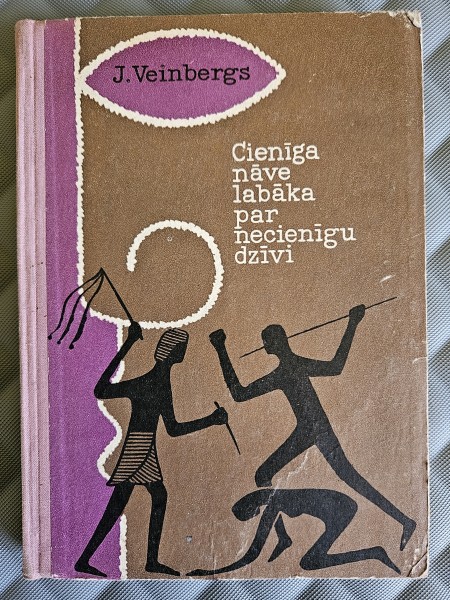 J. Veinbergs
Cienīga
nāve
labāka
par
necienīgu
dzīvi